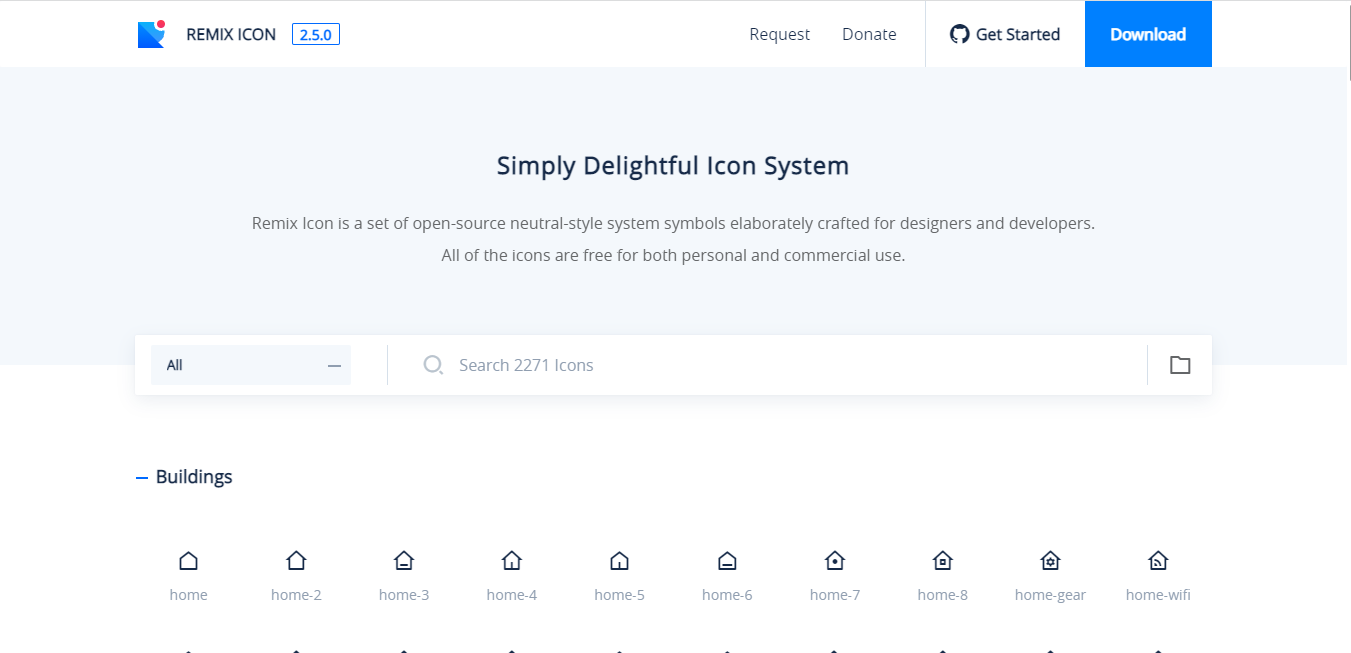 REMIX ICON 2.5.0 Request Donate Get Started Download
Simply Delightful Icon System
Remix Icon is a set of open-source neutral-style system symbols elaborately crafted for designers and developers.
All of the icons are free for both personal and commercial use.
All Search 2271 Icons
Buildings
home home-2 home-3 home-4 home-5 home-6 home-7 home-8 home-gear home-wifi